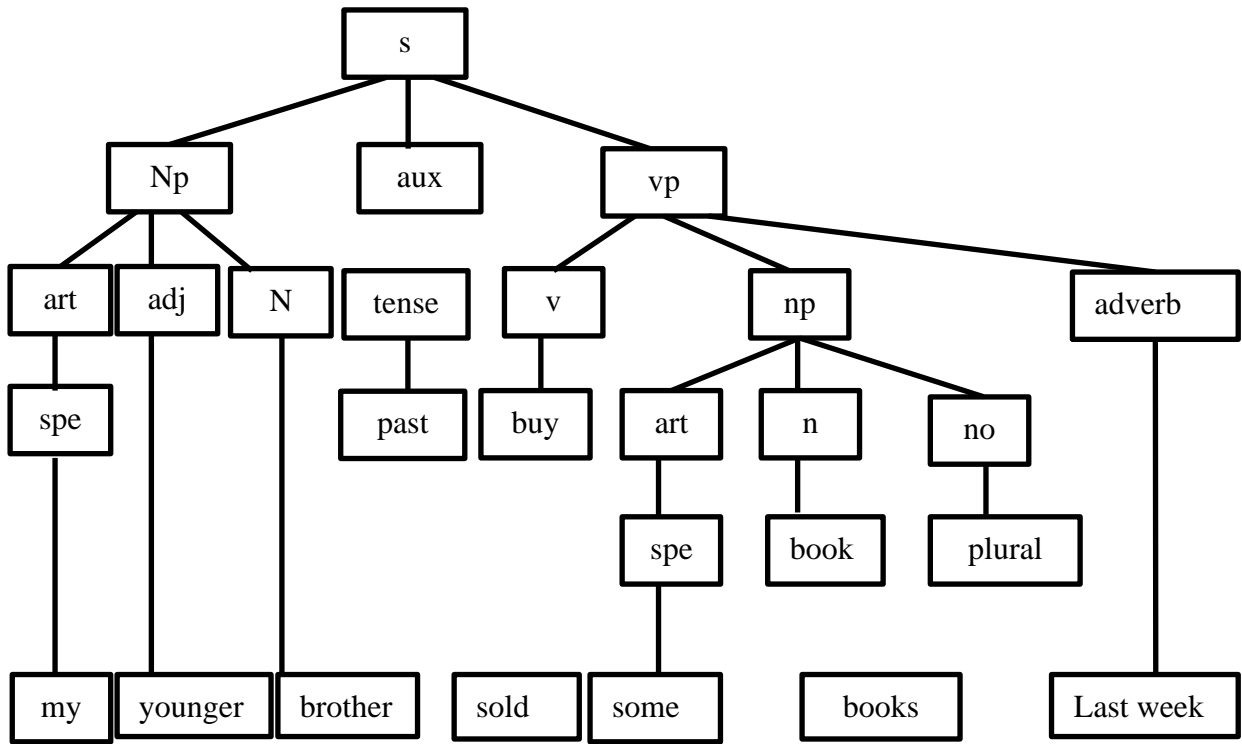 s
Np aux vp
art adj N tense v np adverb
spe past buy art n no
spe book plural
my younger brother sold some books Last week